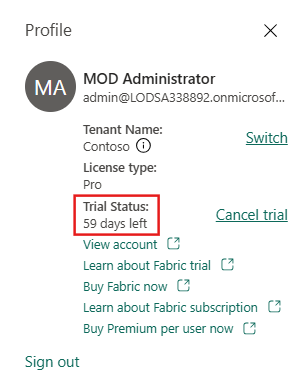 Profile
MA
MOD Administrator
admin@LODSA338892.onmicrosof...
Tenant Name:
Contoso
Switch
License type:
Pro
Trial Status:
59 days left
Cancel trial
View account
Learn about Fabric trial
Buy Fabric now
Learn about Fabric subscription
Buy Premium per user now
Sign out